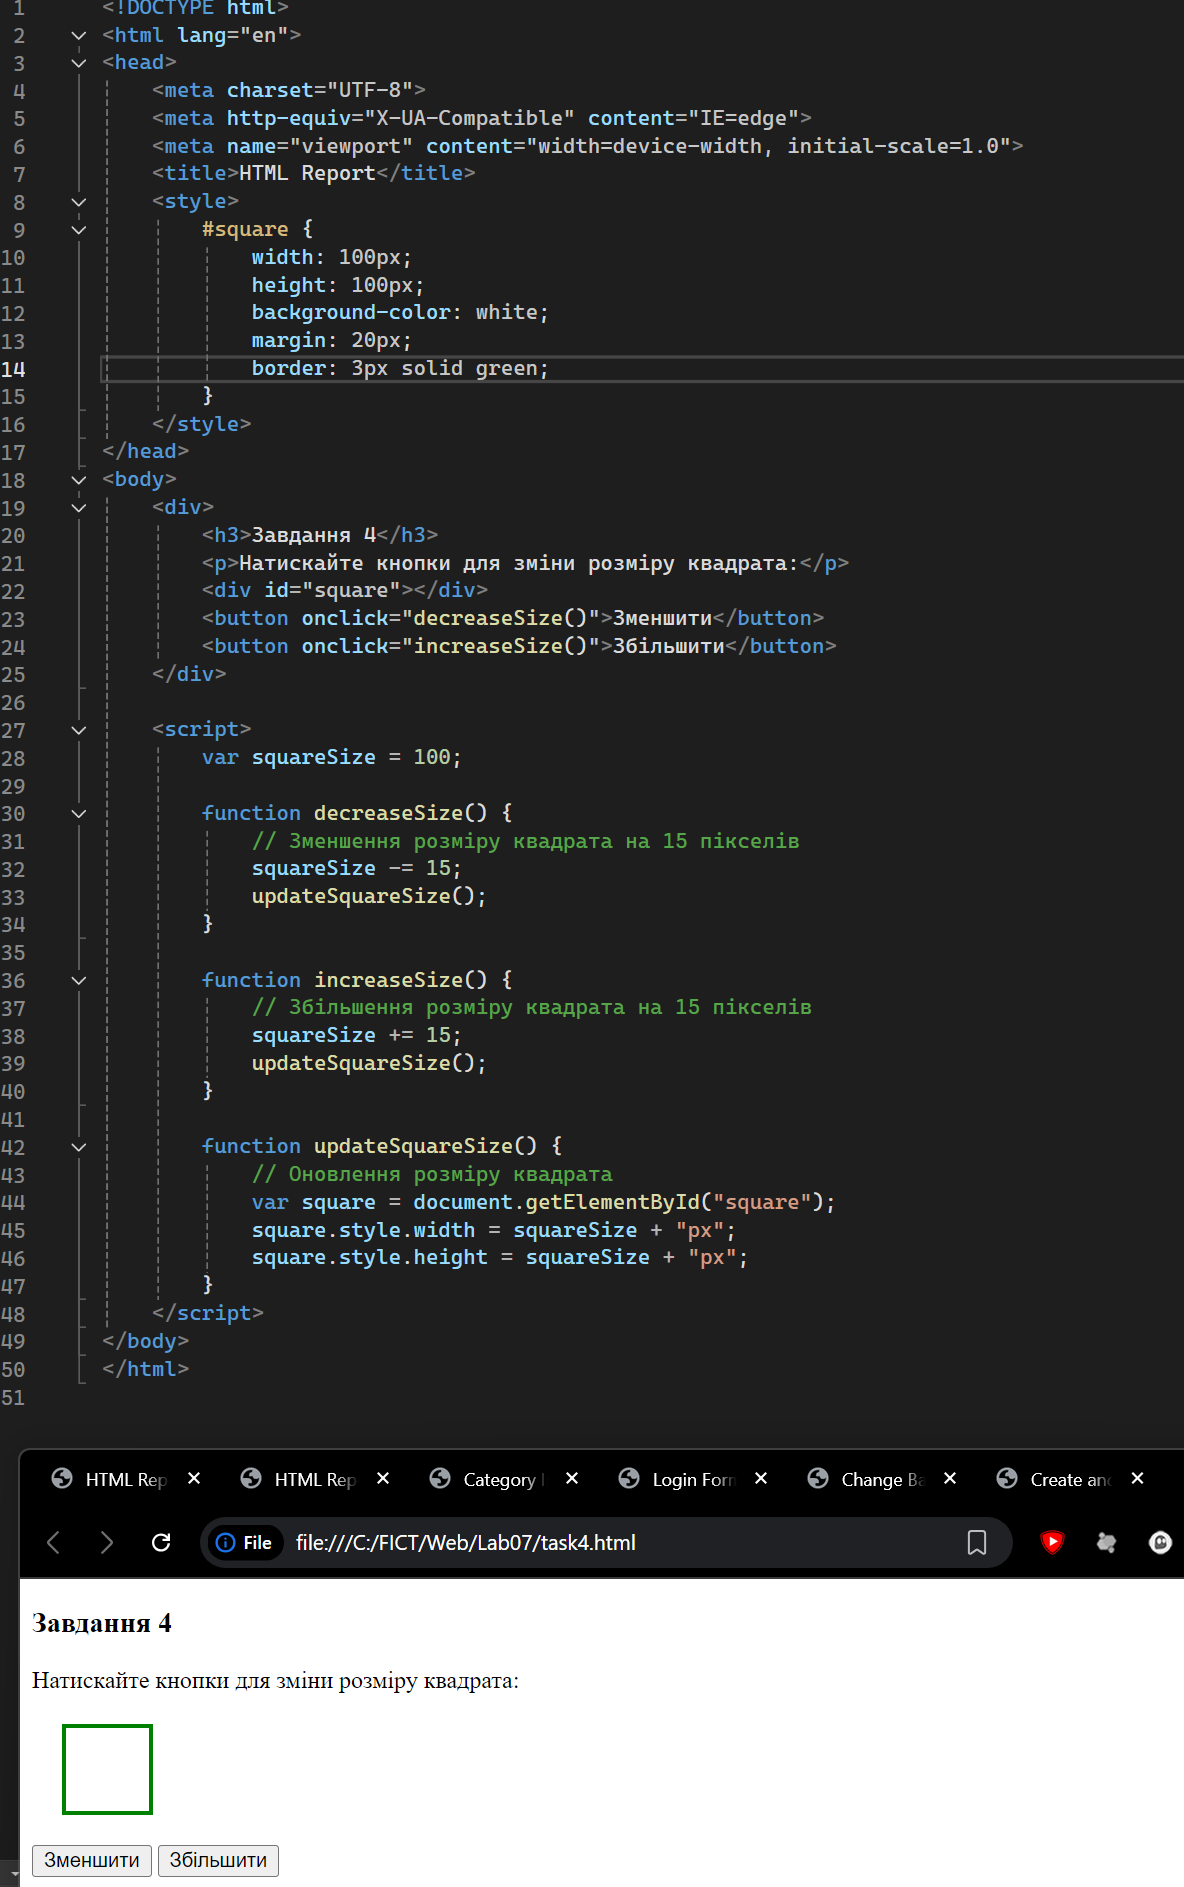 1 <!DOCTYPE html>
2 <html lang="en">
3 <head>
4 <meta charset="UTF-8">
5 <meta http-equiv="X-UA-Compatible" content="IE=edge">
6 <meta name="viewport" content="width=device-width, initial-scale=1.0">
7 <title>HTML Report</title>
8 <style>
9 #square {
10 width: 100px;
11 height: 100px;
12 background-color: white;
13 margin: 20px;
14 border: 3px solid green;
15 }
16 </style>
17 </head>
18 <body>
19 <div>
20 <h3>Завдання 4</h3>
21 <p>Натискайте кнопки для зміни розміру квадрата:</p>
22 <div id="square"></div>
23 <button onclick="decreaseSize()">Зменшити</button>
24 <button onclick="increaseSize()">Збільшити</button>
25 </div>
26
27 <script>
28 var squareSize = 100;
29
30 function decreaseSize() {
31 // Зменшення розміру квадрата на 15 пікселів
32 squareSize -= 15;
33 updateSquareSize();
34 }
35
36 function increaseSize() {
37 // Збільшення розміру квадрата на 15 пікселів
38 squareSize += 15;
39 updateSquareSize();
40 }
41
42 function updateSquareSize() {
43 // Оновлення розміру квадрата
44 var square = document.getElementById("square");
45 square.style.width = squareSize + "px";
46 square.style.height = squareSize + "px";
47 }
48 </script>
49 </body>
50 </html>
51
HTML Rep HTML Rep Category Login Form Change Ba Create and
File file:///C:/FICT/Web/Lab07/task4.html
Завдання 4
Натискайте кнопки для зміни розміру квадрата:
Зменшити Збільшити